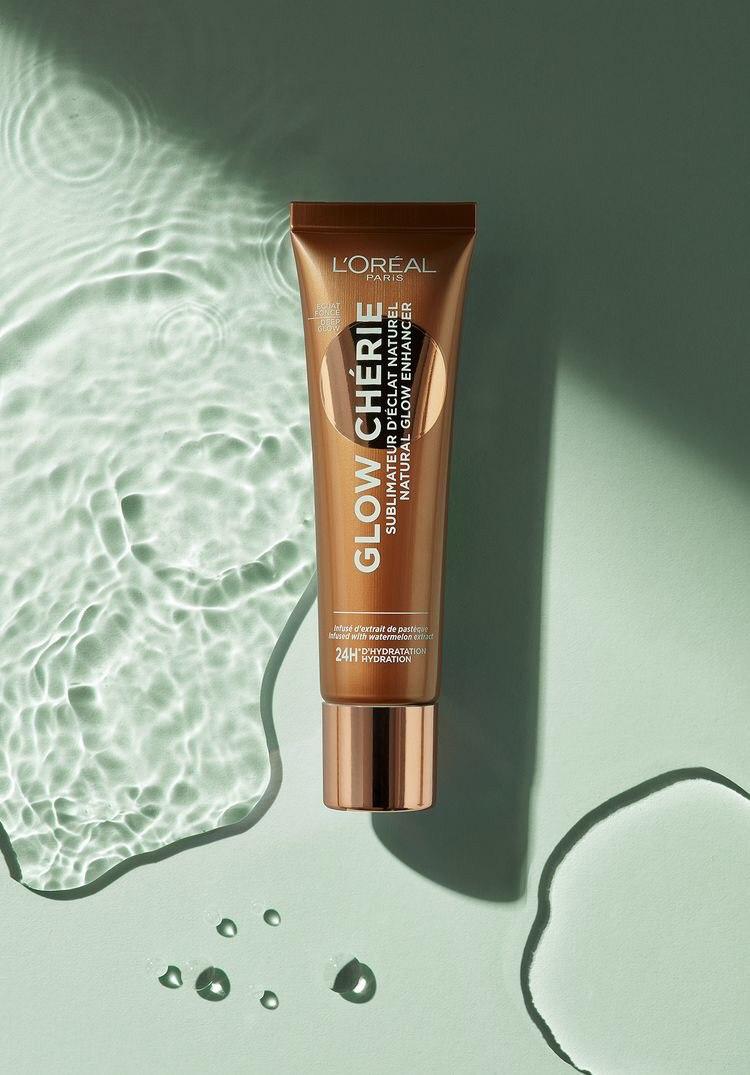 L'ORÉAL
PARIS
ÉCLAT
FONCÉ
DEEP
GLOW
GLOW CHÉRIE
SUBLIMATEUR D'ÉCLAT NATUREL
NATURAL GLOW ENHANCER
Infusé d'extrait de pastèque
Infused with watermelon extract
24H* D'HYDRATATION
HYDRATION